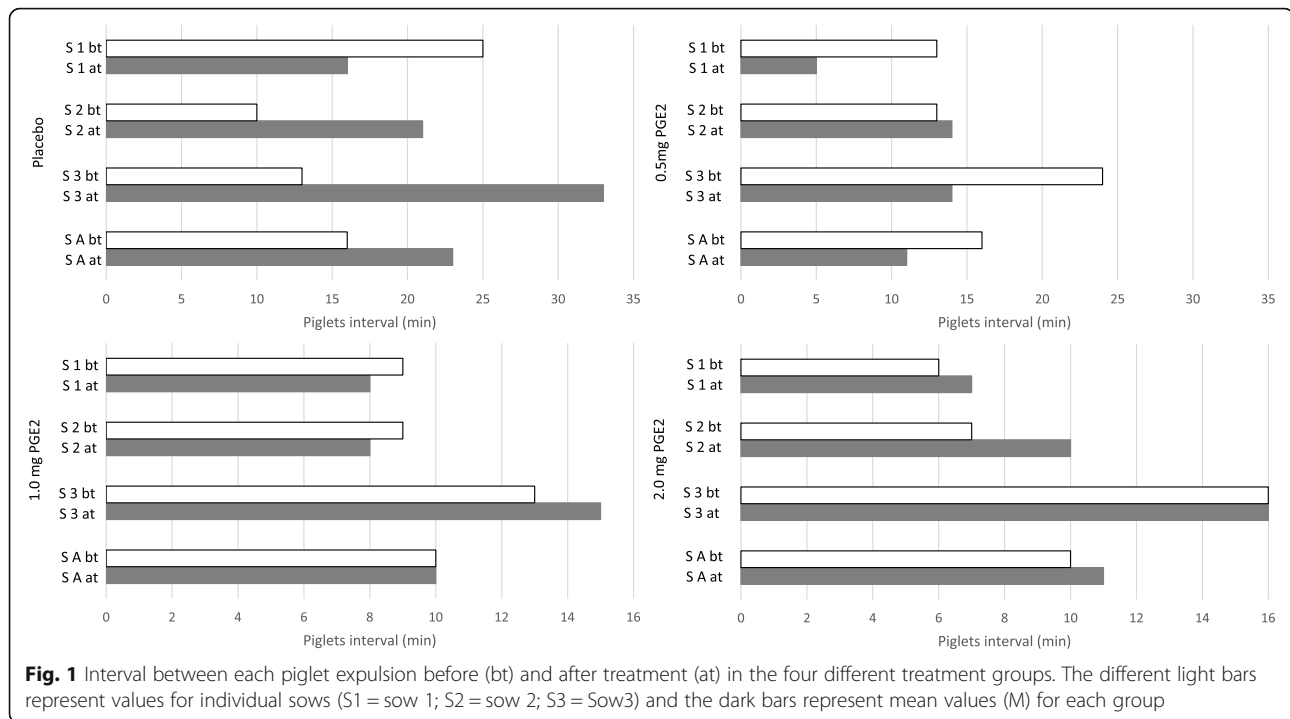 Placebo
S 1 bt
S 1 at
S 2 bt
S 2 at
S 3 bt
S 3 at
S A bt
S A at
0 5 10 15 20 25 30 35
Piglets interval (min)
0.5mg PGE2
S 1 bt
S 1 at
S 2 bt
S 2 at
S 3 bt
S 3 at
S A bt
S A at
0 5 10 15 20 25 30 35
Piglets interval (min)
1.0 mg PGE2
S 1 bt
S 1 at
S 2 bt
S 2 at
S 3 bt
S 3 at
S A bt
S A at
0 2 4 6 8 10 12 14 16
Piglets interval (min)
2.0 mg PGE2
S 1 bt
S 1 at
S 2 bt
S 2 at
S 3 bt
S 3 at
S A bt
S A at
0 2 4 6 8 10 12 14 16
Piglets interval (min)
Fig. 1 Interval between each piglet expulsion before (bt) and after treatment (at) in the four different treatment groups. The different light bars
represent values for individual sows (S1 = sow 1; S2 = sow 2; S3 = Sow3) and the dark bars represent mean values (M) for each group